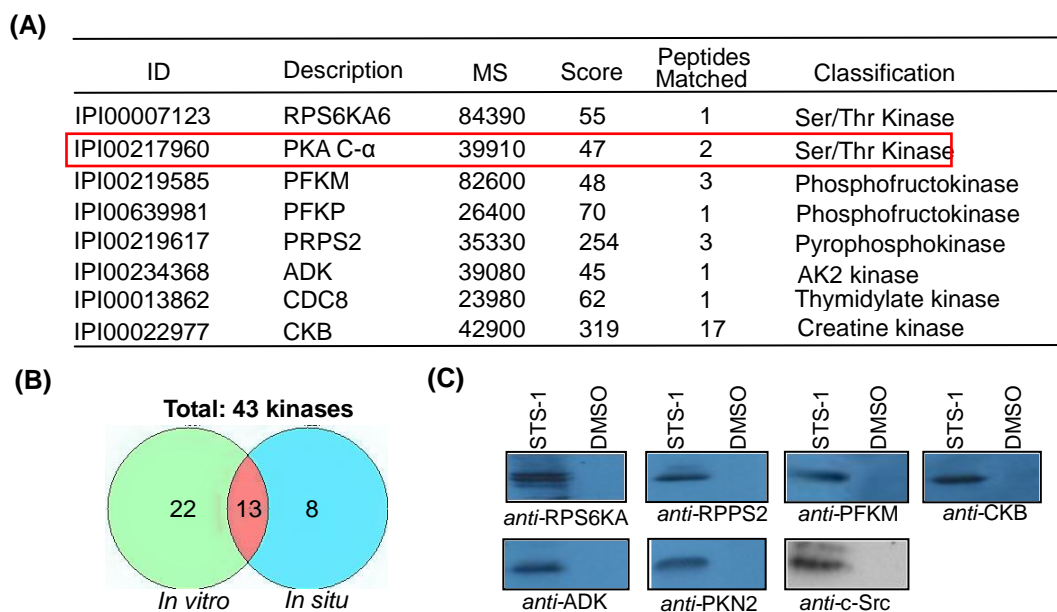 (A)
ID Description MS Score Peptides Matched Classification
IPI00007123 RPS6KA6 84390 55 1 Ser/Thr Kinase
IPI00217960 PKA C-α 39910 47 2 Ser/Thr Kinase
IPI00219585 PFKM 82600 48 3 Phosphofructokinase
IPI00639981 PFKP 26400 70 1 Phosphofructokinase
IPI00219617 PRPS2 35330 254 3 Pyrophosphokinase
IPI00234368 ADK 39080 45 1 AK2 kinase
IPI00013862 CDC8 23980 62 1 Thymidylate kinase
IPI00022977 CKB 42900 319 17 Creatine kinase
(B)
Total: 43 kinases
22 13 8
In vitro In situ
(C)
STS-1 DMSO STS-1 DMSO STS-1 DMSO STS-1 DMSO
anti-RPS6KA anti-RPPS2 anti-PFKM anti-CKB
anti-ADK anti-PKN2 anti-c-Src